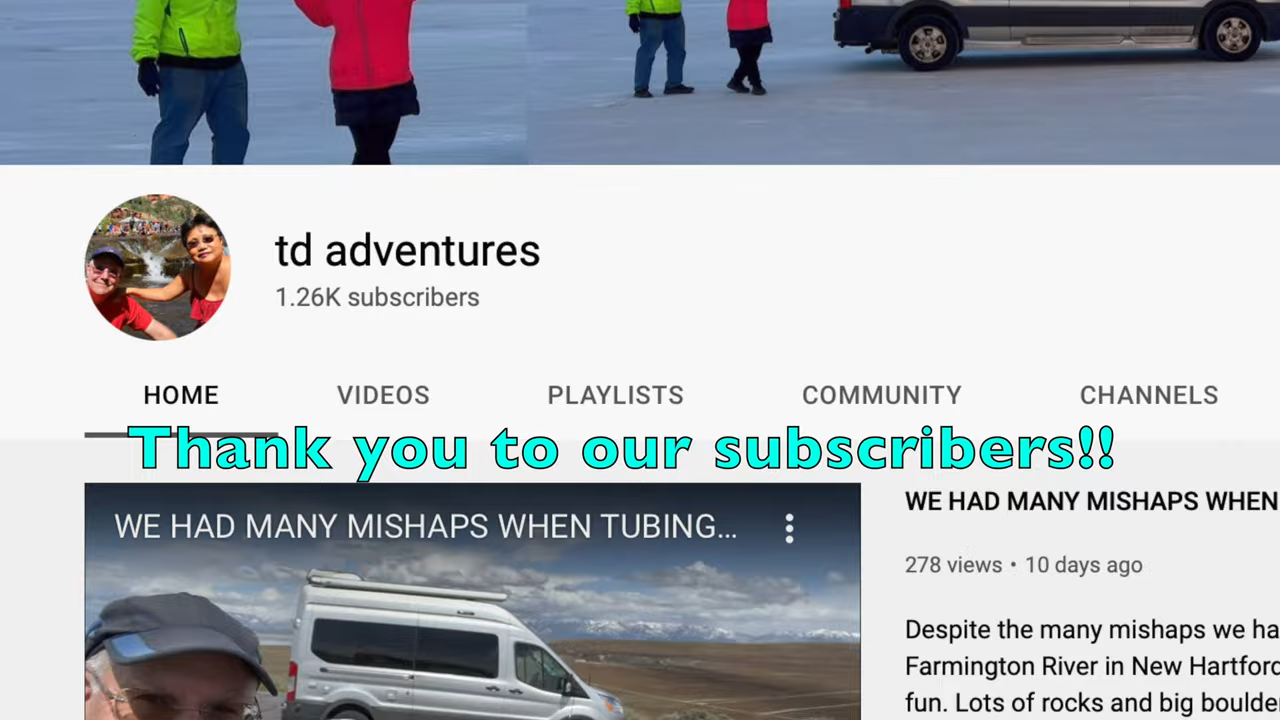 td adventures
1.26K subscribers
HOME VIDEOS PLAYLISTS COMMUNITY CHANNELS
Thank you to our subscribers!!
WE HAD MANY MISHAPS WHEN TUBING...
WE HAD MANY MISHAPS WHEN
278 views • 10 days ago
Despite the many mishaps we ha
Farmington River in New Hartford
fun. Lots of rocks and big boulde